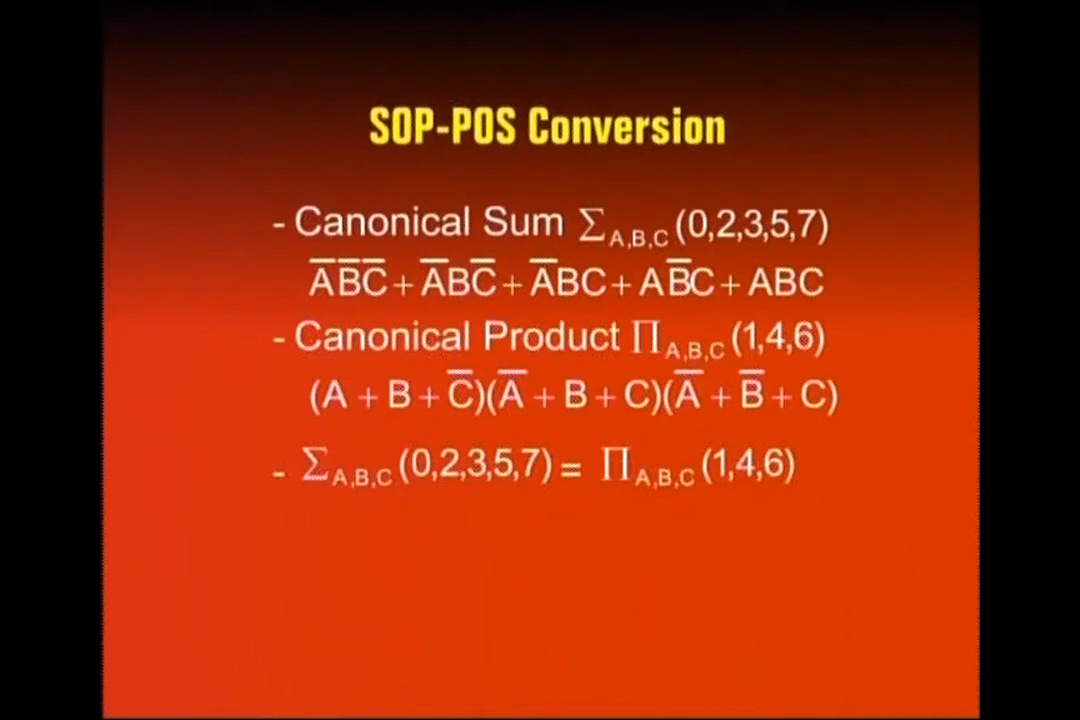 SOP-POS Conversion
- Canonical Sum Σ_A,B,C (0,2,3,5,7)
A̅B̅C̅ + A̅BC̅ + A̅BC + AB̅C + ABC
- Canonical Product Π_A,B,C (1,4,6)
(A + B + C̅)(A̅ + B + C)(A̅ + B̅ + C)
- Σ_A,B,C (0,2,3,5,7) = Π_A,B,C (1,4,6)